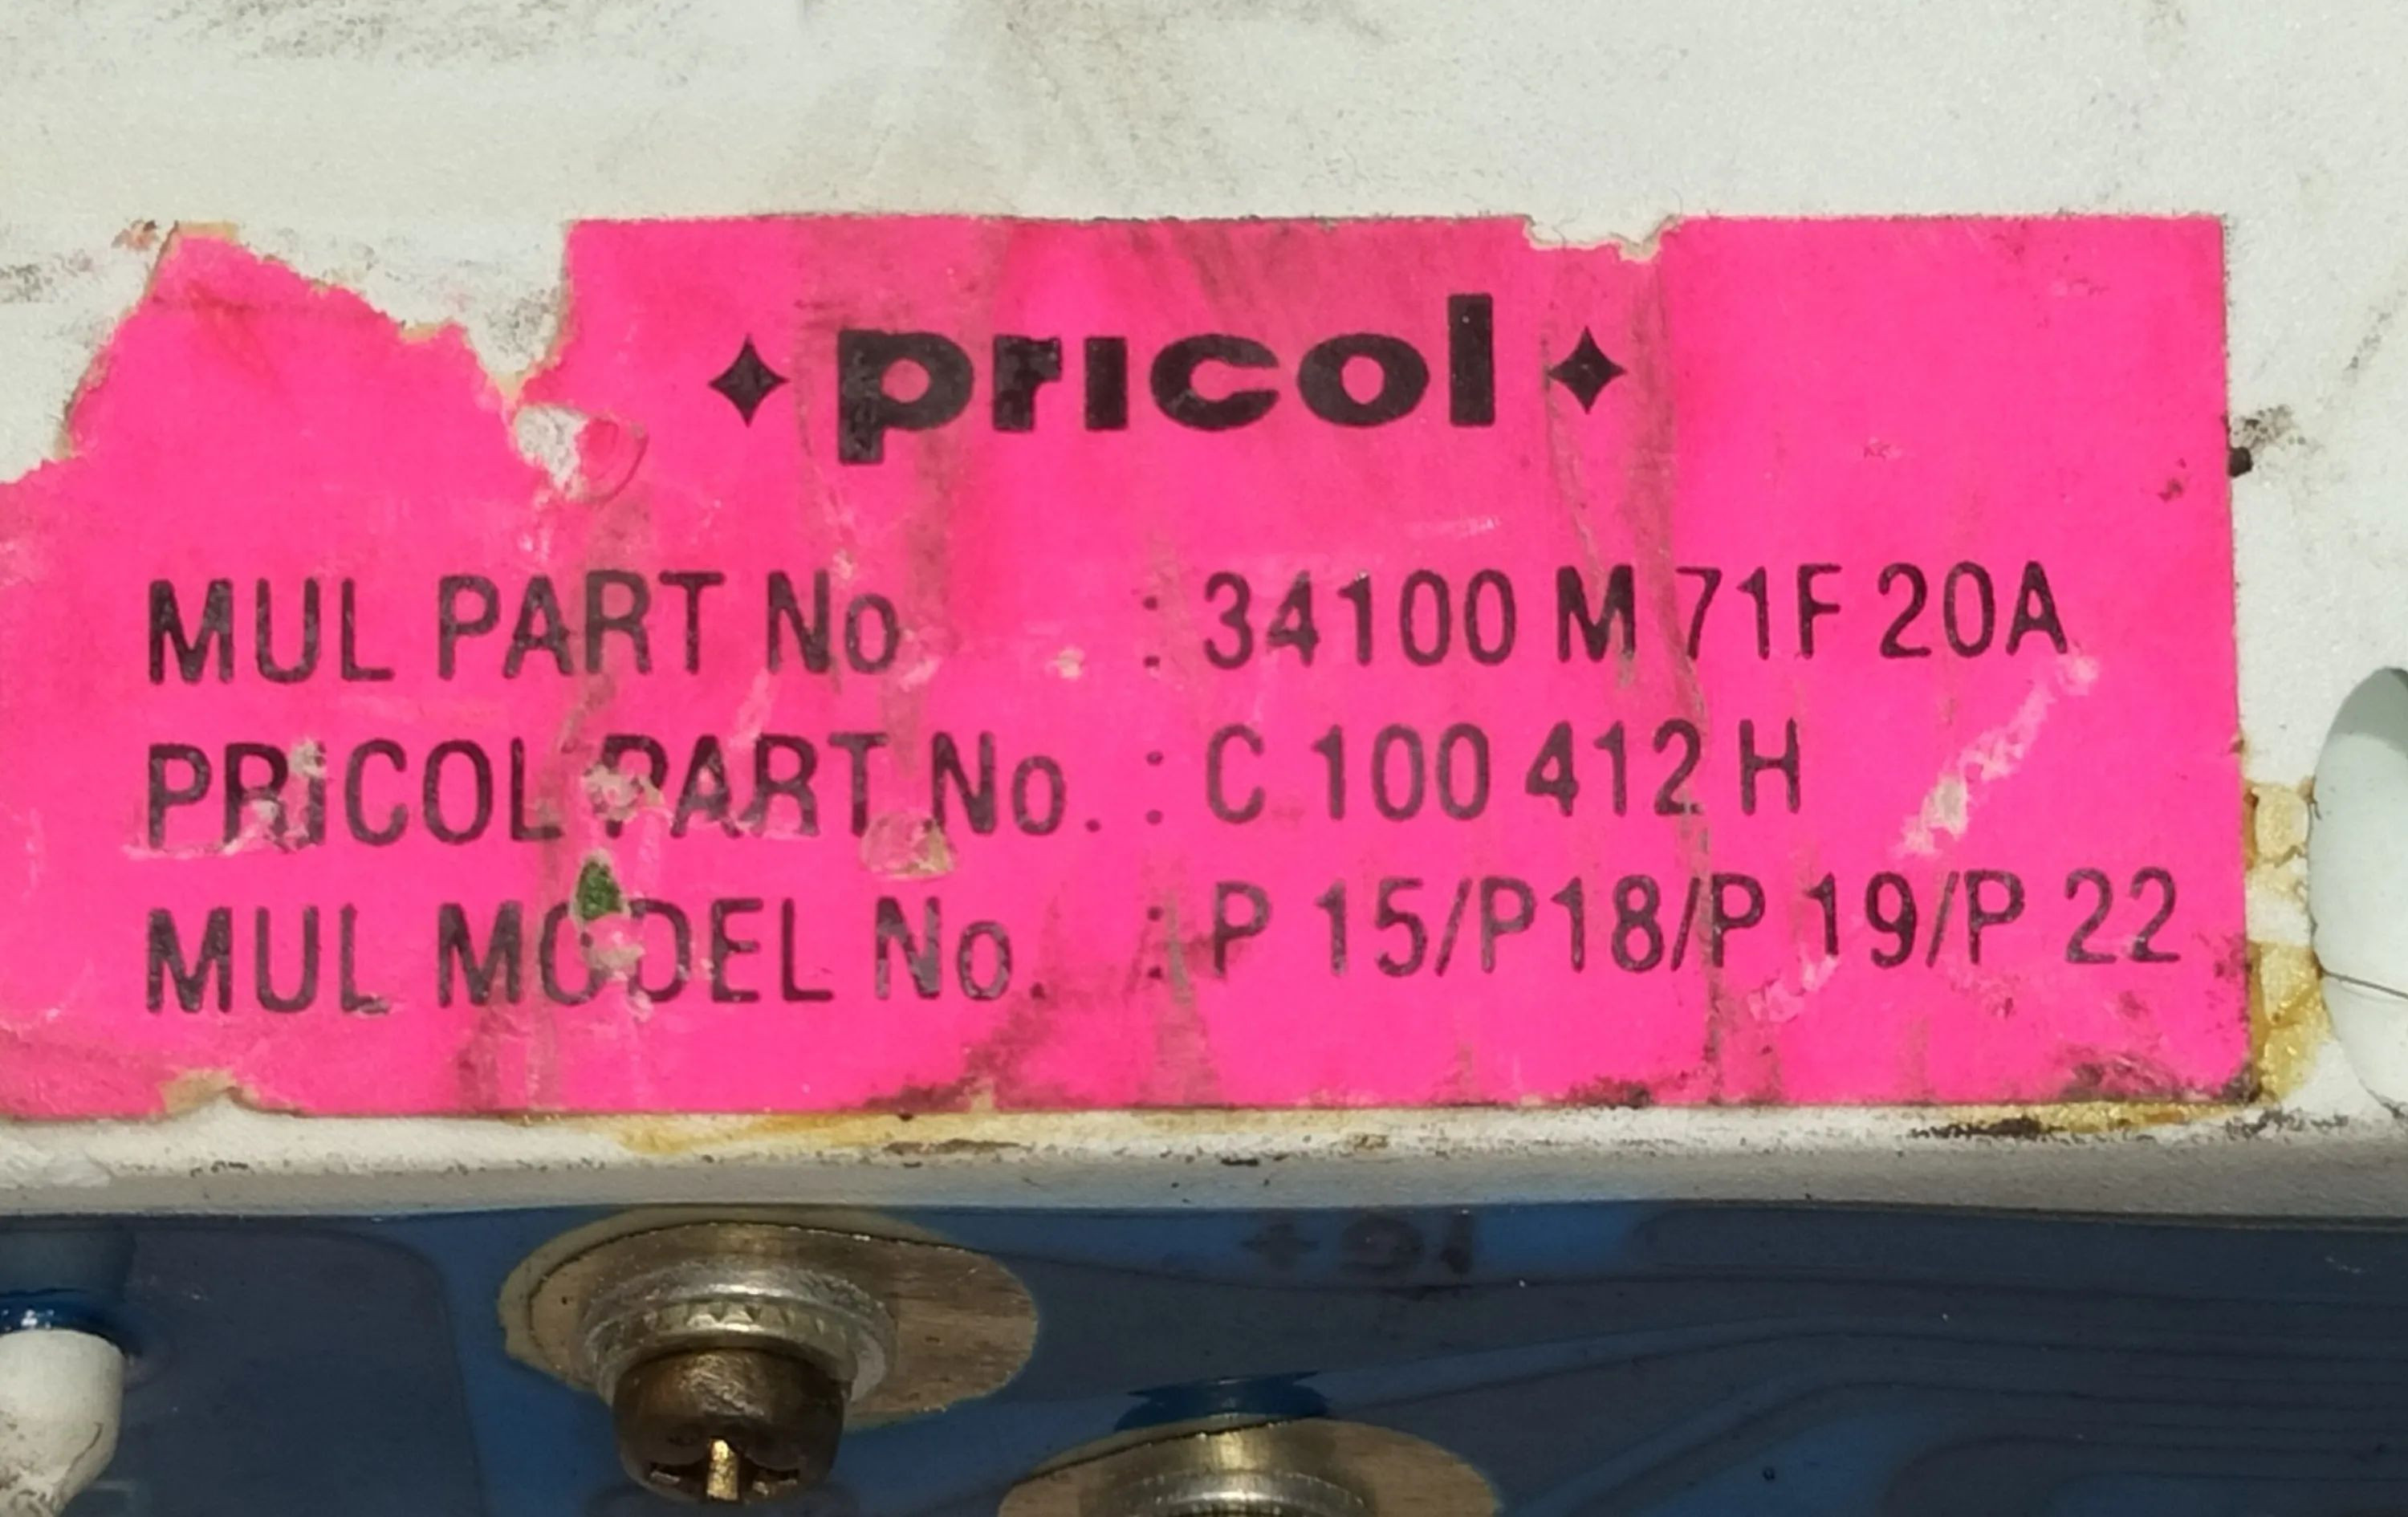 pricol
MUL PART No : 34100 M 71F 20A
PRICOL PART No. : C 100 412 H
MUL MODEL No. : P 15/P18/P 19/P 22
IG +